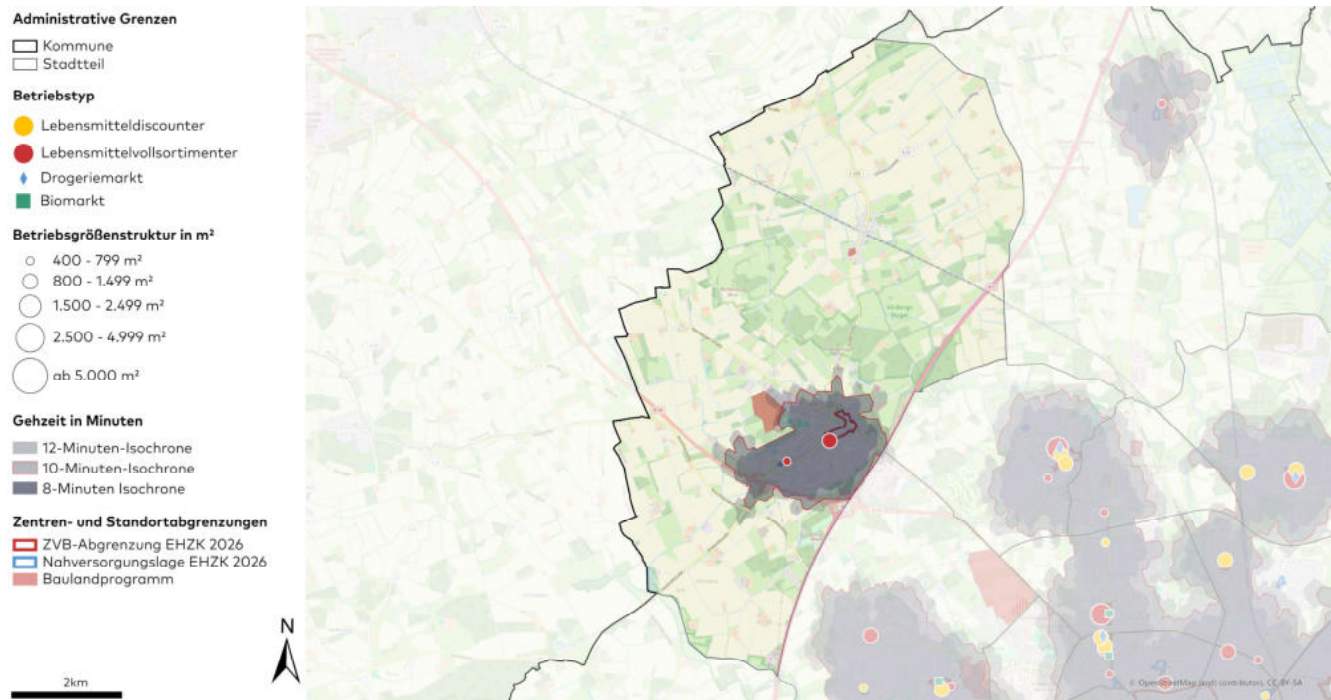 Administrative Grenzen
Kommune
Stadtteil
Betriebstyp
Lebensmitteldiscounter
Lebensmittelvollsortimenter
Drogeriemarkt
Biomarkt
Betriebsgrößenstruktur in m²
400 - 799 m²
800 - 1.499 m²
1.500 - 2.499 m²
2.500 - 4.999 m²
ab 5.000 m²
Gehzeit in Minuten
12-Minuten-Isochrone
10-Minuten-Isochrone
8-Minuten Isochrone
Zentren- und Standortabgrenzungen
ZVB-Abgrenzung EHZK 2026
Nahversorgungslage EHZK 2026
Baulandprogramm
N
2km
© OpenStreetMap (and) contributors, CC-BY-SA